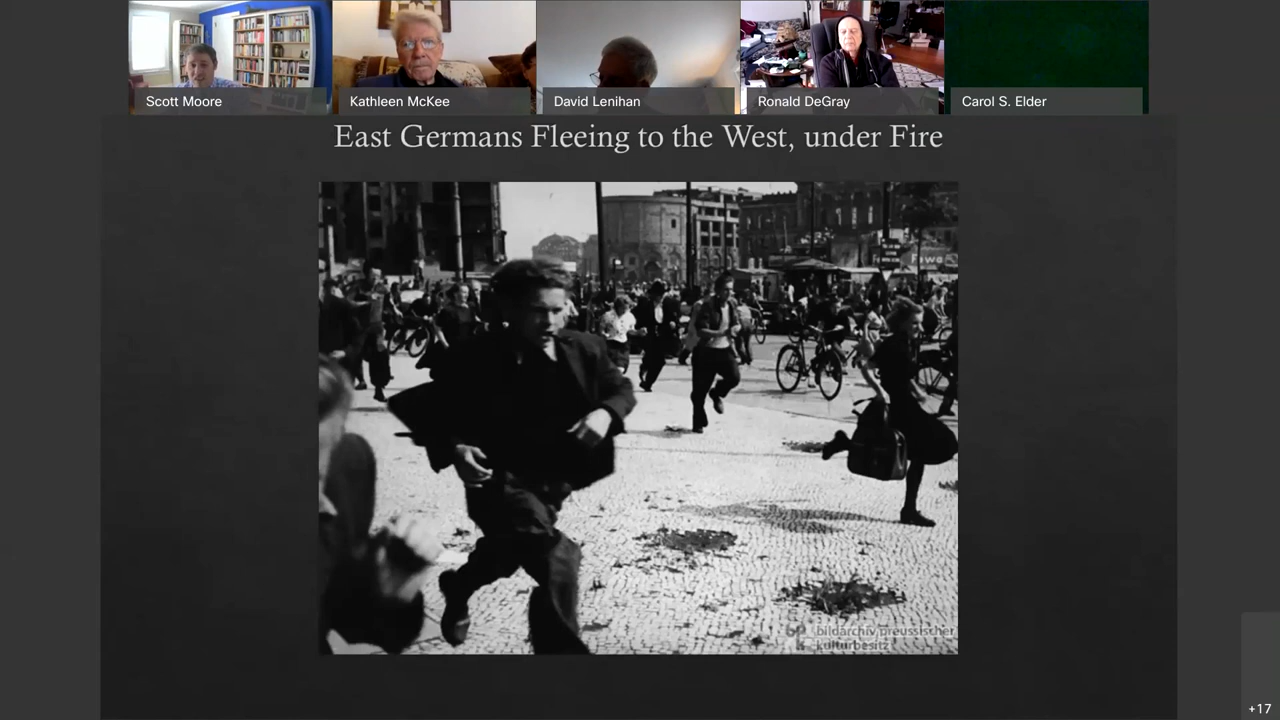 Scott Moore
Kathleen McKee
David Lenihan
Ronald DeGray
Carol S. Elder
East Germans Fleeing to the West, under Fire
Fewa
bildarchiv preussischer
kulturbesitz
+17